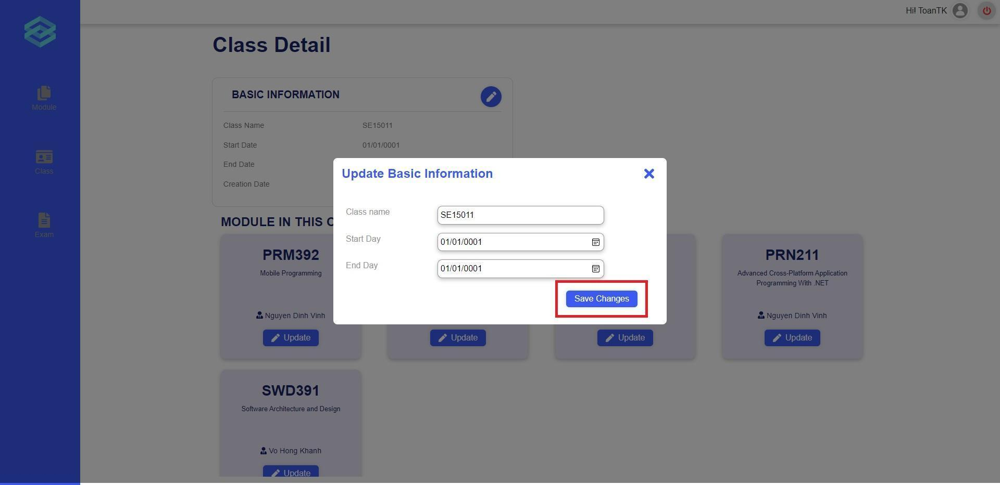 Hi! ToanTK
Module
Class
Exam
Class Detail
BASIC INFORMATION
Class Name SE15011
Start Date 01/01/0001
End Date
Creation Date
Update Basic Information
Class name SE15011
Start Day 01/01/0001
End Day 01/01/0001
Save Changes
MODULE IN THIS C
PRM392
Mobile Programming
Nguyen Dinh Vinh
Update
Update
Update
PRN211
Advanced Cross-Platform Application
Programming With .NET
Nguyen Dinh Vinh
Update
SWD391
Software Architecture and Design
Vo Hong Khanh
Update